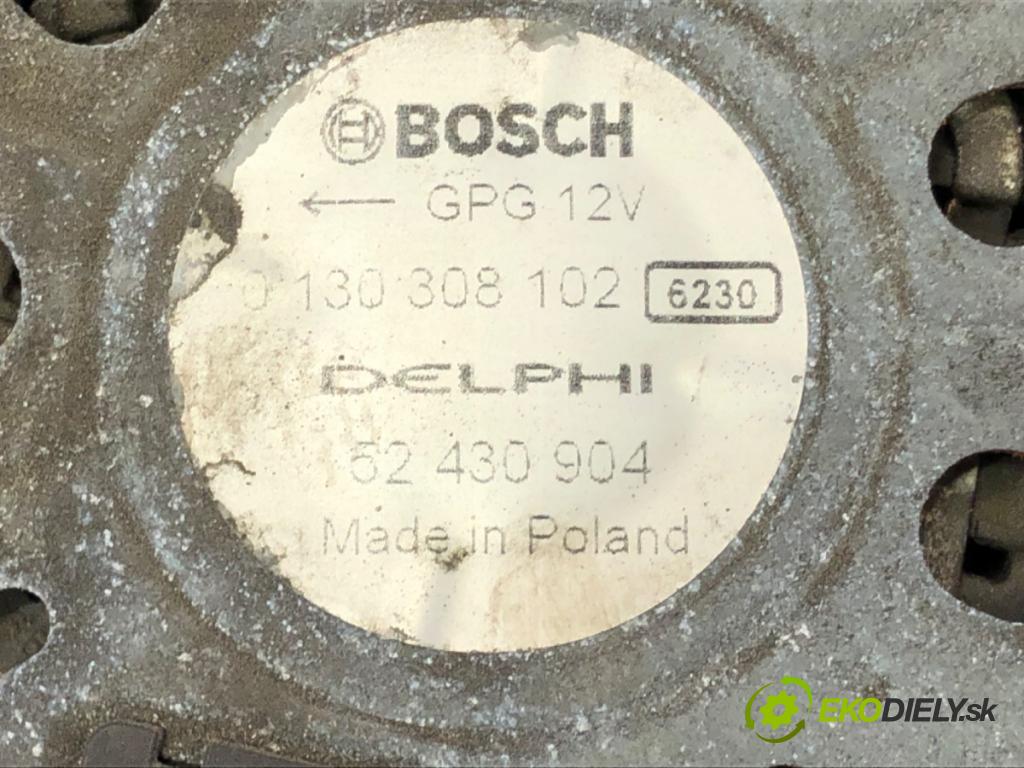 BOSCH
← GPG 12V
0 130 308 102 6230
DELPHI
52 430 904
Made in Poland
EKODIELY.sk